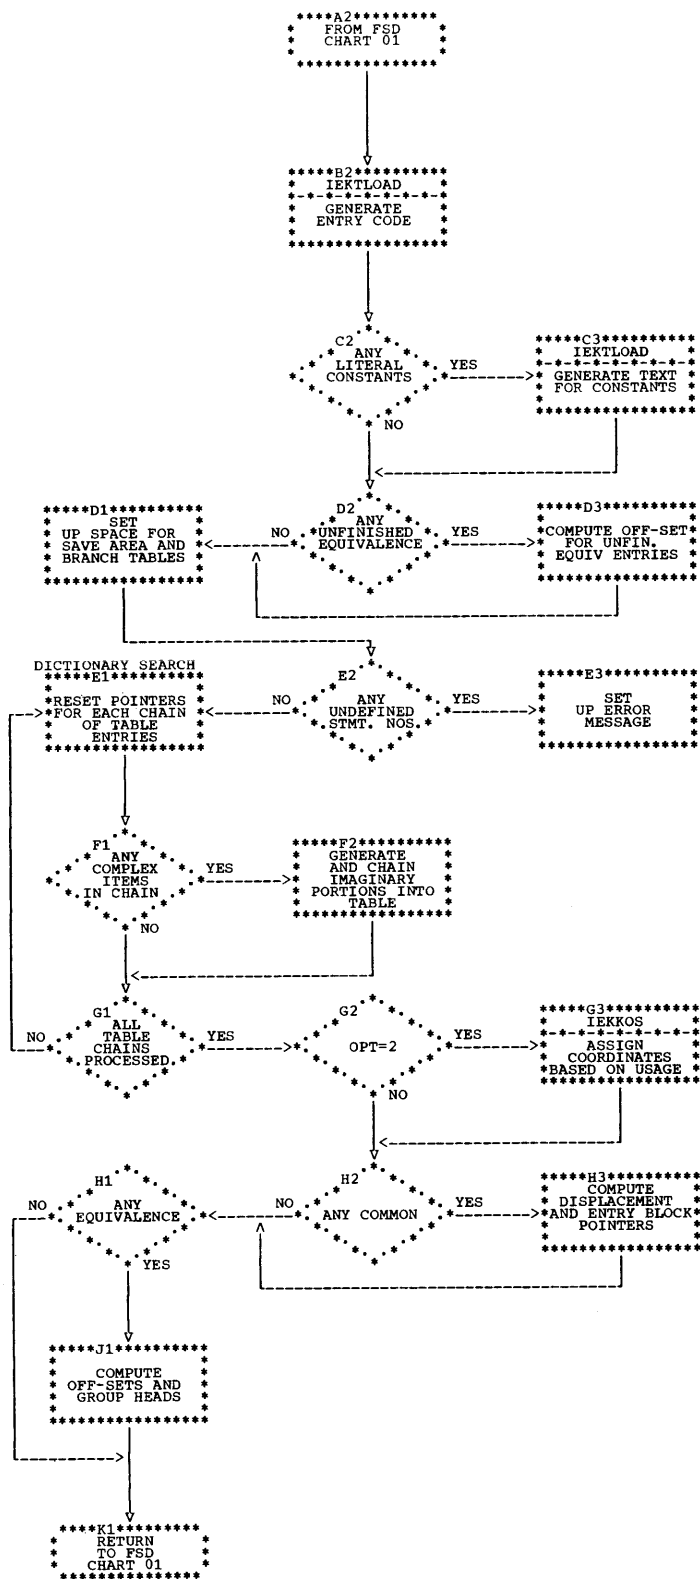 A2
FROM FSD
CHART 01
B2
IEKTLOAD
GENERATE
ENTRY CODE
C2
ANY
LITERAL
CONSTANTS
YES
NO
C3
IEKTLOAD
GENERATE TEXT
FOR CONSTANTS
D1
SET
UP SPACE FOR
SAVE AREA AND
BRANCH TABLES
NO
D2
ANY
UNFINISHED
EQUIVALENCE
YES
D3
COMPUTE OFF-SET
FOR UNFIN.
EQUIV ENTRIES
DICTIONARY SEARCH
E1
RESET POINTERS
FOR EACH CHAIN
OF TABLE
ENTRIES
NO
E2
ANY
UNDEFINED
STMT. NOS.
YES
E3
SET
UP ERROR
MESSAGE
F1
ANY
COMPLEX
ITEMS
IN CHAIN
YES
NO
F2
GENERATE
AND CHAIN
IMAGINARY
PORTIONS INTO
TABLE
NO
G1
ALL
TABLE
CHAINS
PROCESSED
YES
G2
OPT=2
YES
NO
G3
IEKKOS
ASSIGN
COORDINATES
BASED ON USAGE
NO
H1
ANY
EQUIVALENCE
YES
NO
H2
ANY COMMON
YES
H3
COMPUTE
DISPLACEMENT
AND ENTRY BLOCK
POINTERS
J1
COMPUTE
OFF-SETS AND
GROUP HEADS
K1
RETURN
TO FSD
CHART 01